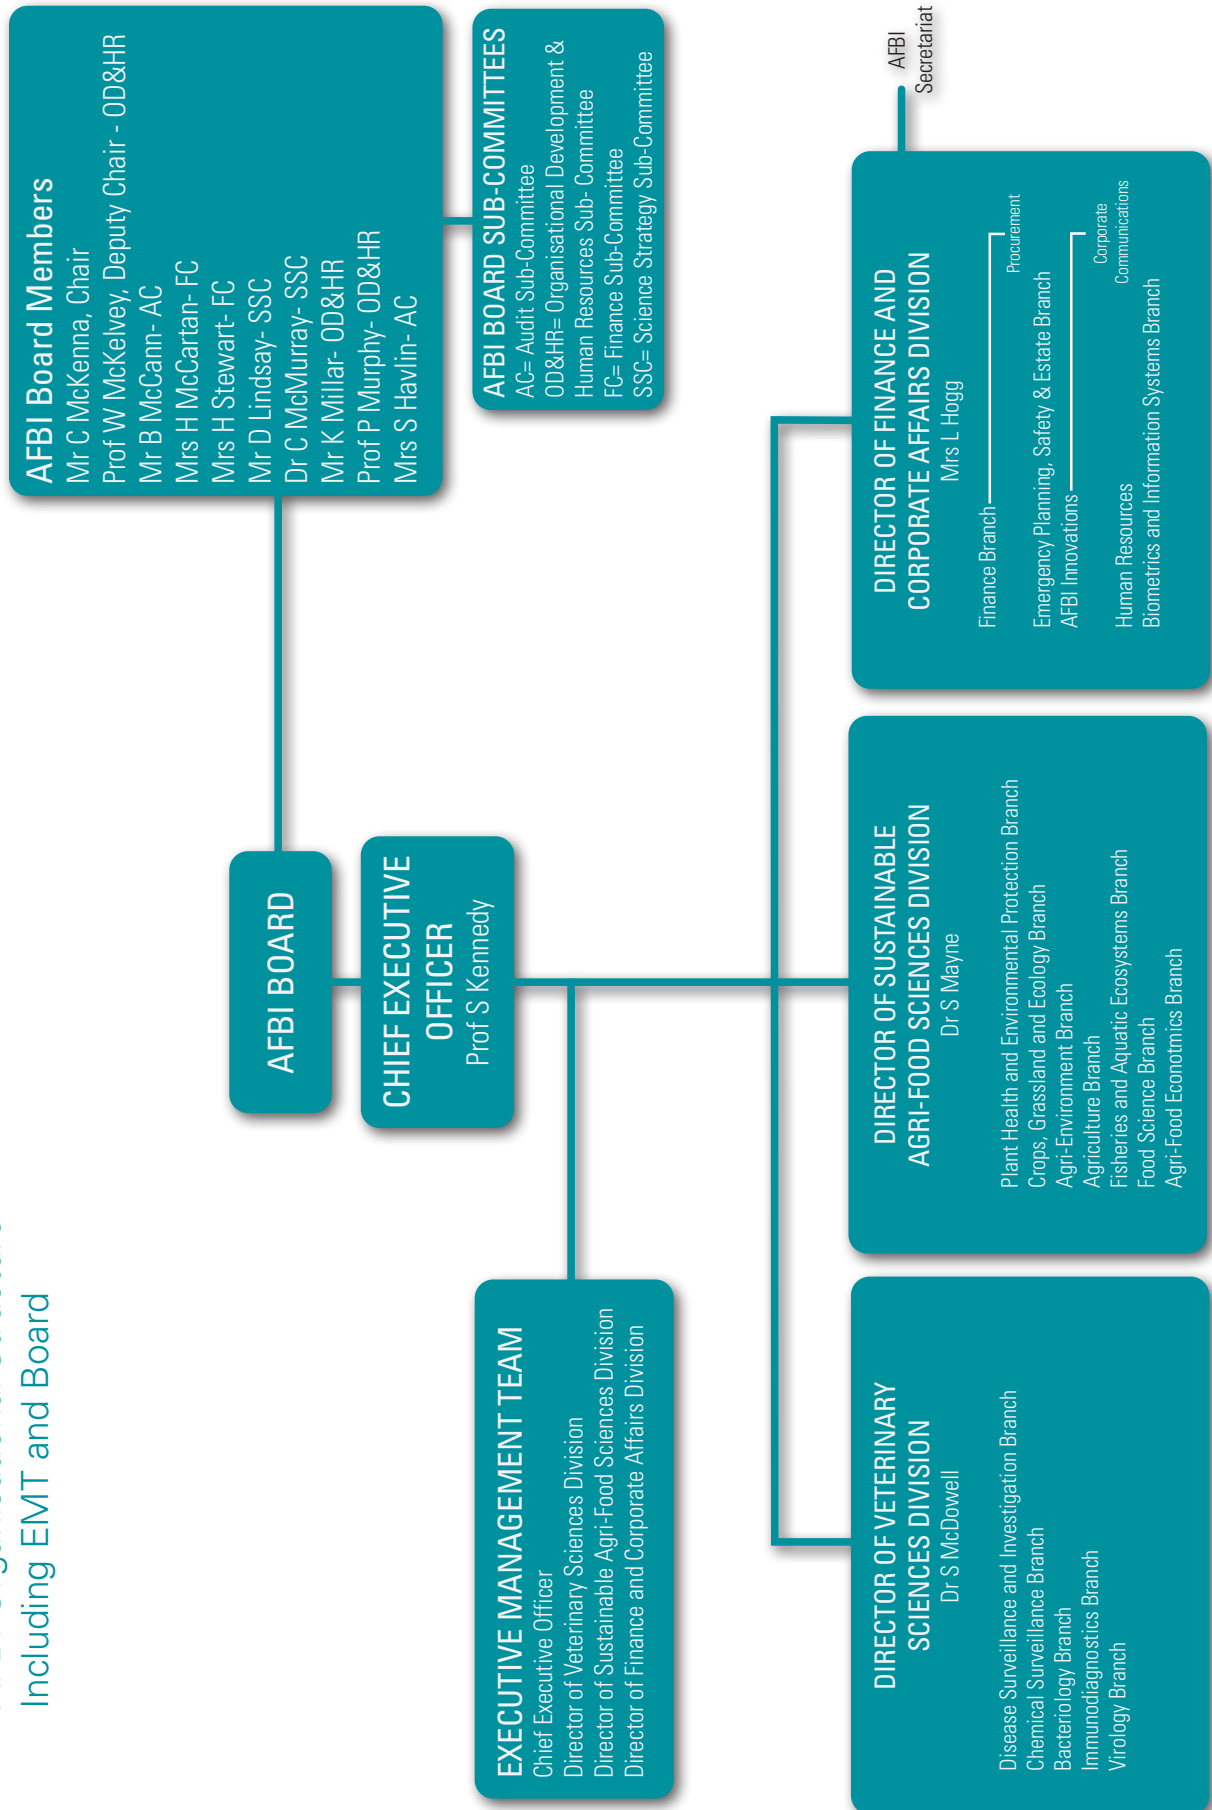 Including EMT and Board
AFBI BOARD
CHIEF EXECUTIVE
OFFICER
Prof S Kennedy
AFBI Board Members
Mr C McKenna, Chair
Prof W McKelvey, Deputy Chair - OD&HR
Mr B McCann- AC
Mrs H McCartan- FC
Mrs H Stewart- FC
Mr D Lindsay- SSC
Dr C McMurray- SSC
Mr K Millar- OD&HR
Prof P Murphy- OD&HR
Mrs S Havlin- AC
AFBI BOARD SUB-COMMITTEES
AC= Audit Sub-Committee
OD&HR= Organisational Development &
Human Resources Sub- Committee
FC= Finance Sub-Committee
SSC= Science Strategy Sub-Committee
EXECUTIVE MANAGEMENT TEAM
Chief Executive Officer
Director of Veterinary Sciences Division
Director of Sustainable Agri-Food Sciences Division
Director of Finance and Corporate Affairs Division
DIRECTOR OF VETERINARY
SCIENCES DIVISION
Dr S McDowell
Disease Surveillance and Investigation Branch
Chemical Surveillance Branch
Bacteriology Branch
Immunodiagnostics Branch
Virology Branch
DIRECTOR OF SUSTAINABLE
AGRI-FOOD SCIENCES DIVISION
Dr S Mayne
Plant Health and Environmental Protection Branch
Crops, Grassland and Ecology Branch
Agri-Environment Branch
Agriculture Branch
Fisheries and Aquatic Ecosystems Branch
Food Science Branch
Agri-Food Econotmics Branch
DIRECTOR OF FINANCE AND
CORPORATE AFFAIRS DIVISION
Mrs L Hogg
Finance Branch
Procurement
Emergency Planning, Safety & Estate Branch
AFBI Innovations
Corporate
Communications
Human Resources
Biometrics and Information Systems Branch
AFBI
Secretariat